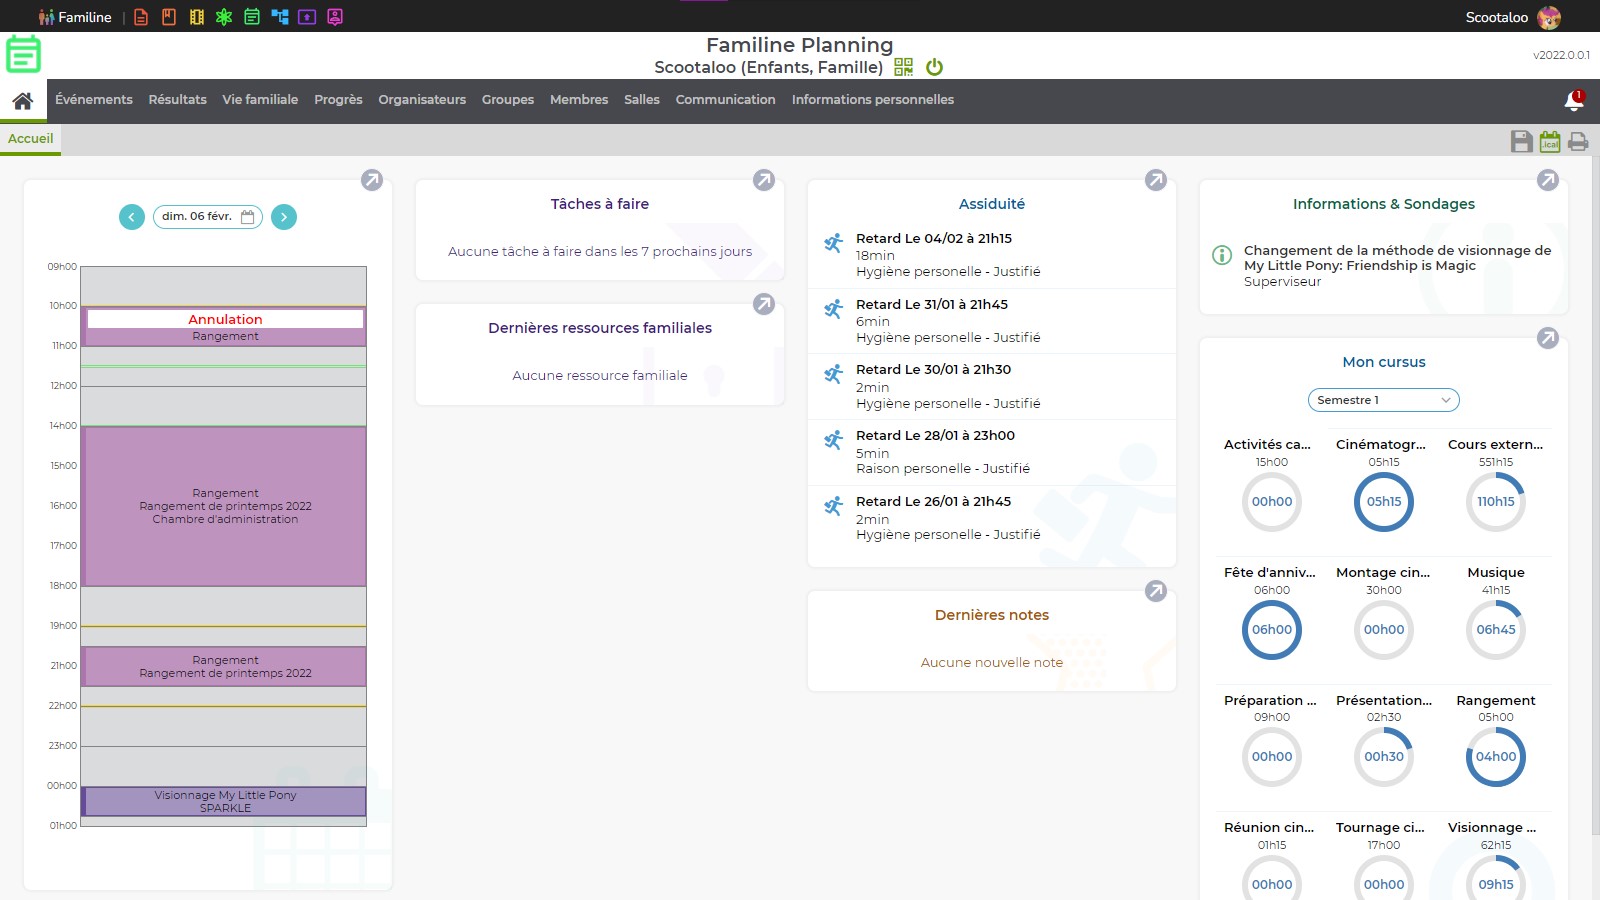 Familine
Scootaloo
Familine Planning
Scootaloo (Enfants, Famille)
v2022.0.0.1
Événements
Résultats
Vie familiale
Progrès
Organisateurs
Groupes
Membres
Salles
Communication
Informations personnelles
1
Accueil
.ical
dim. 06 févr.
09h00
10h00
Annulation
Rangement
11h00
12h00
14h00
15h00
Rangement
Rangement de printemps 2022
Chambre d'administration
16h00
17h00
18h00
19h00
Rangement
Rangement de printemps 2022
21h00
22h00
23h00
00h00
Visionnage My Little Pony
SPARKLE
01h00
Tâches à faire
Aucune tâche à faire dans les 7 prochains jours
Dernières ressources familiales
Aucune ressource familiale
Assiduité
Retard Le 04/02 à 21h15
18min
Hygiène personelle - Justifié
Retard Le 31/01 à 21h45
6min
Hygiène personelle - Justifié
Retard Le 30/01 à 21h30
2min
Hygiène personelle - Justifié
Retard Le 28/01 à 23h00
5min
Raison personelle - Justifié
Retard Le 26/01 à 21h45
2min
Hygiène personelle - Justifié
Dernières notes
Aucune nouvelle note
Informations & Sondages
Changement de la méthode de visionnage de
My Little Pony: Friendship is Magic
Superviseur
Mon cursus
Semestre 1
Activités ca...
15h00
00h00
Cinématogr...
05h15
05h15
Cours extern...
551h15
110h15
Fête d'anniv...
06h00
06h00
Montage cin...
30h00
00h00
Musique
41h15
06h45
Préparation ...
09h00
00h00
Présentation...
02h30
00h30
Rangement
05h00
04h00
Réunion cin...
01h15
00h00
Tournage ci...
17h00
00h00
Visionnage ...
62h15
09h15